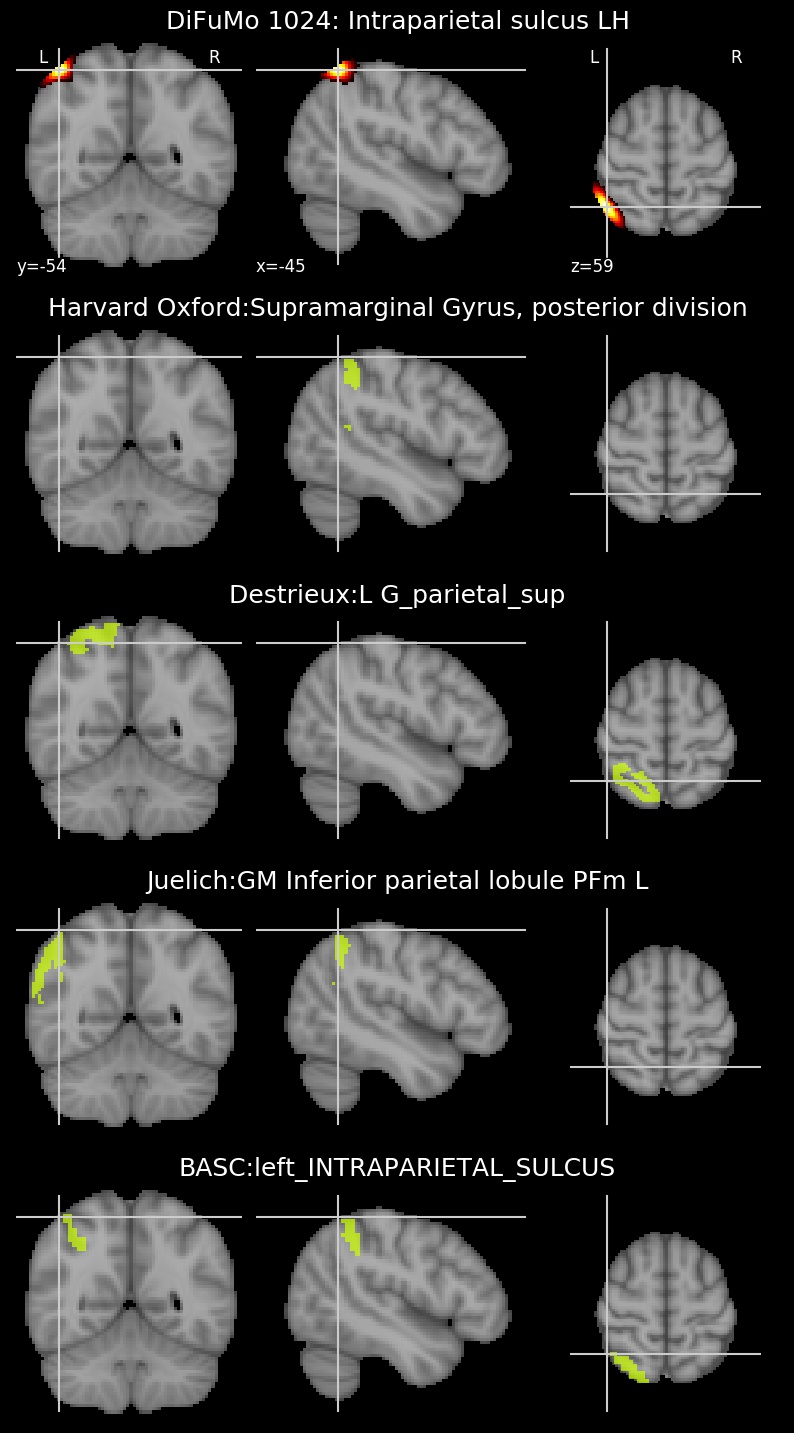 DiFuMo 1024: Intraparietal sulcus LH
L R L R
y=-54 x=-45 z=59
Harvard Oxford:Supramarginal Gyrus, posterior division
Destrieux:L G_parietal_sup
Juelich:GM Inferior parietal lobule PFm L
BASC:left_INTRAPARIETAL_SULCUS